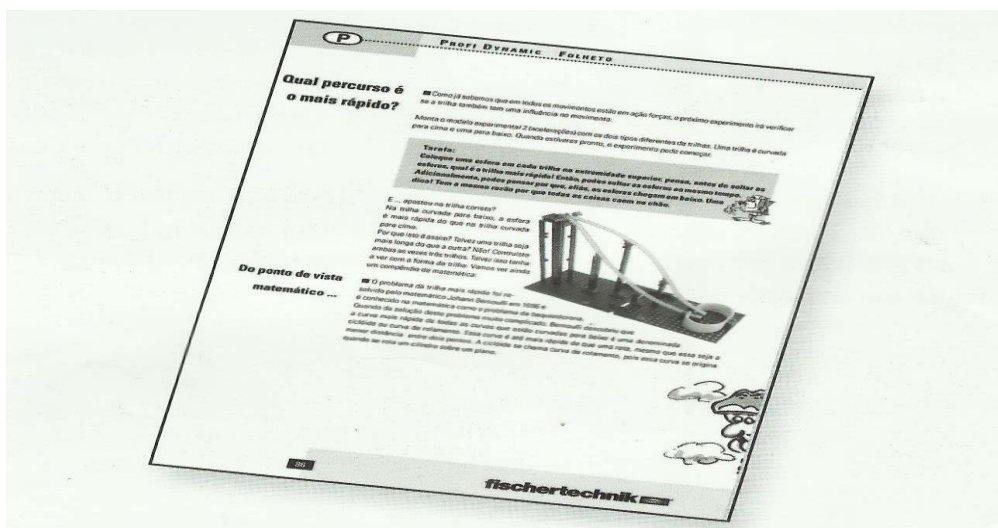 P
PROFI DYNAMIC FOLHETO
Qual percurso é
o mais rápido?
Como já sabemos que em todos os movimentos estão em ação forças, o próximo experimento irá verificar
se a trilha também tem uma influência no movimento.
Monta o modelo experimental 2 (acelerações) com os dois tipos diferentes de trilhas. Uma trilha é curvada
para cima e uma para baixo. Quando estiveres pronto, o experimento pode começar.
Tarefa:
Coloque uma esfera em cada trilha na extremidade superior, pensa, antes de soltar as
esferas, qual é a trilha mais rápida! Então, podes soltar as esferas ao mesmo tempo.
Adicionalmente, podes pensar por que, aliás, as esferas chegam em baixo. Uma
dica! Tem a mesma razão por que todas as coisas caem no chão.
E ... apostou na trilha correta?
Na trilha curvada para baixo, a esfera
é mais rápida do que na trilha curvada
para cima.
Por que isto é assim? Talvez uma trilha seja
mais longa do que a outra? Não! Construíste
ambas as vezes três trilhos. Talvez isso tenha
a ver com a forma da trilha. Vamos ver ainda
um compêndio de matemática:
Do ponto de vista
matemático ...
O problema da trilha mais rápida foi re-
solvido pelo matemático Johann Bernoulli em 1696 e
é conhecido na matemática como o problema da
Quando da solução deste problema muito complicado, Bernoulli descobriu que
a curva mais rápida de todas as curvas que estão curvadas para baixo é uma denominada
ciclóide ou curva de rolamento. Essa curva é até mais rápida do que uma reta, mesmo que essa seja a
menor distância entre dois pontos. A ciclóide se chama curva de rolamento, pois essa curva se origina
quando se rola um cilindro sobre um plano.
86
fischertechnik